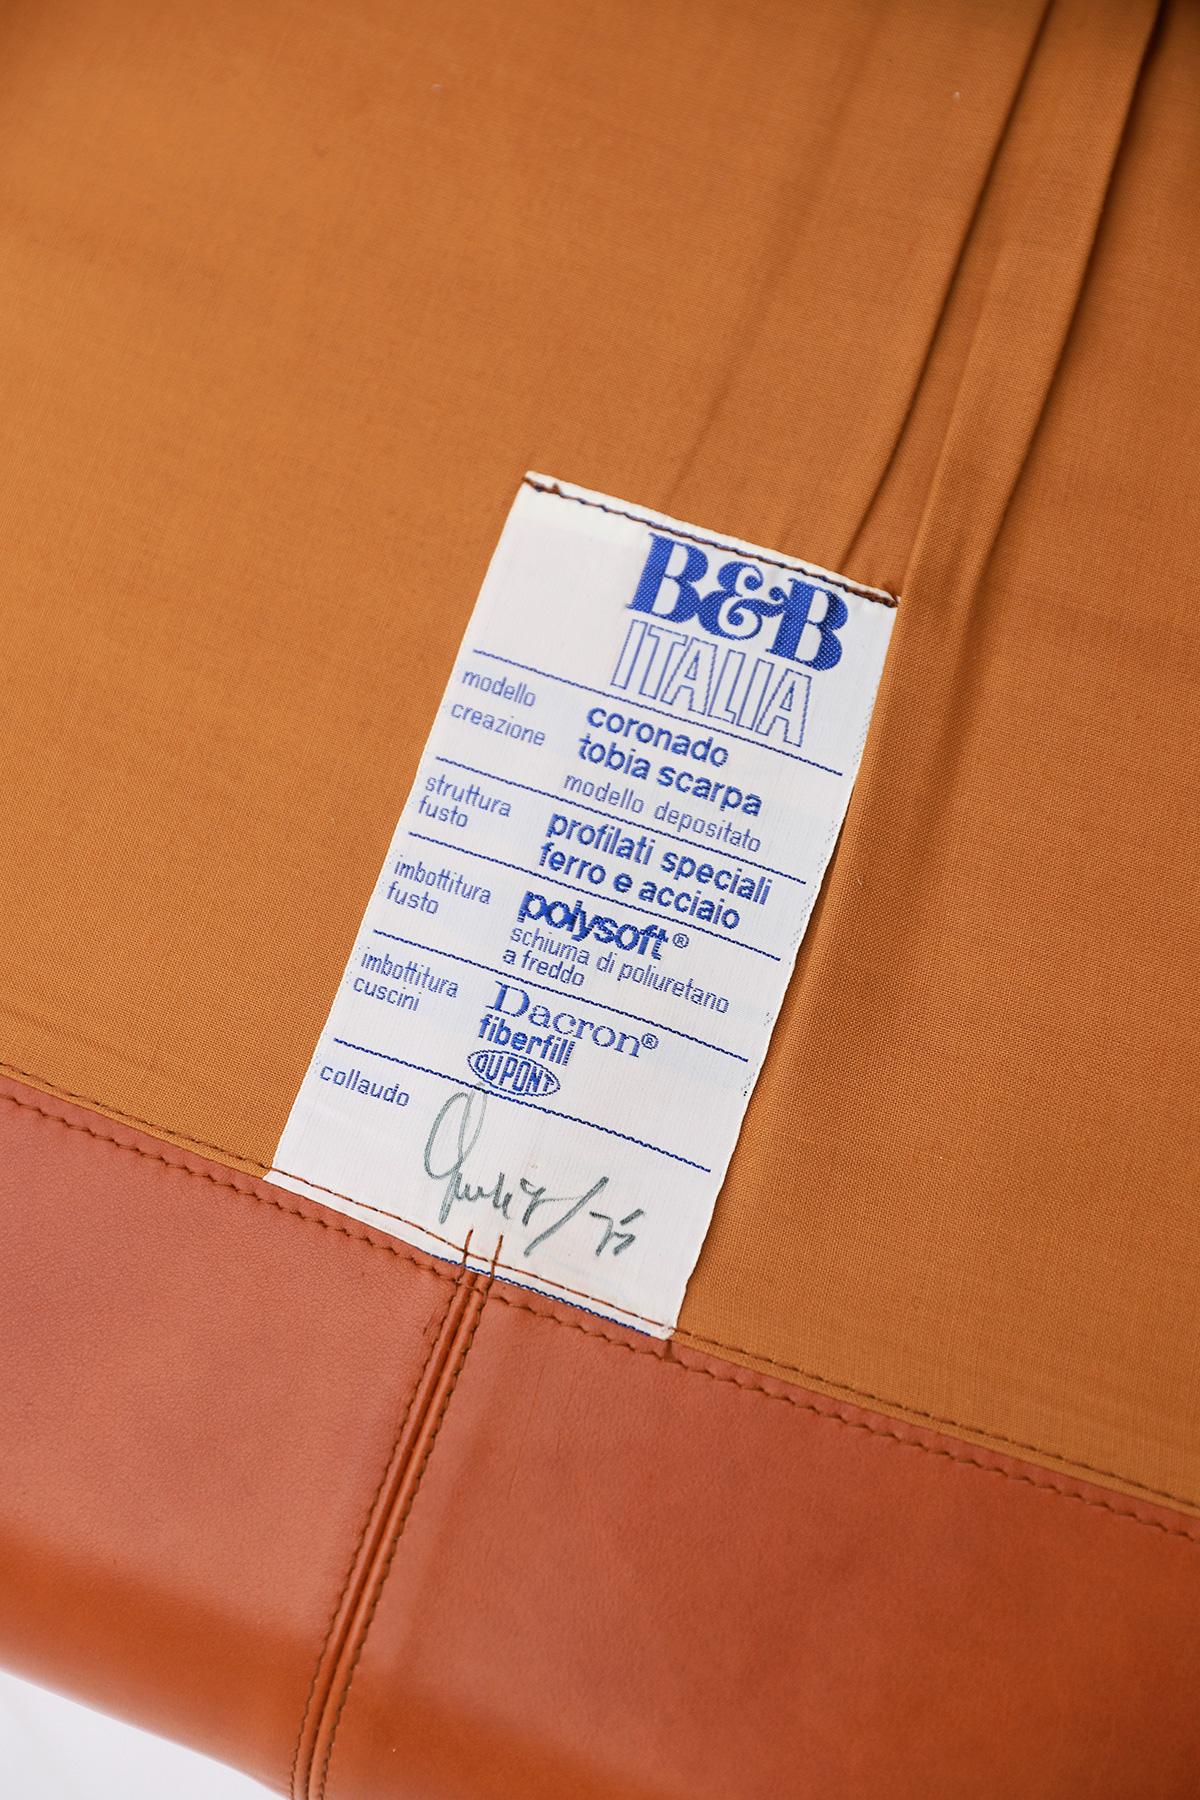 B&B
ITALIA
modello coronado
creazione tobia scarpa
modello depositato
struttura profilati speciali
fusto ferro e acciaio
imbottitura polysoft®
fusto schiuma di poliuretano
a freddo
imbottitura Dacron®
cuscini fiberfill
DUPONT
collaudo